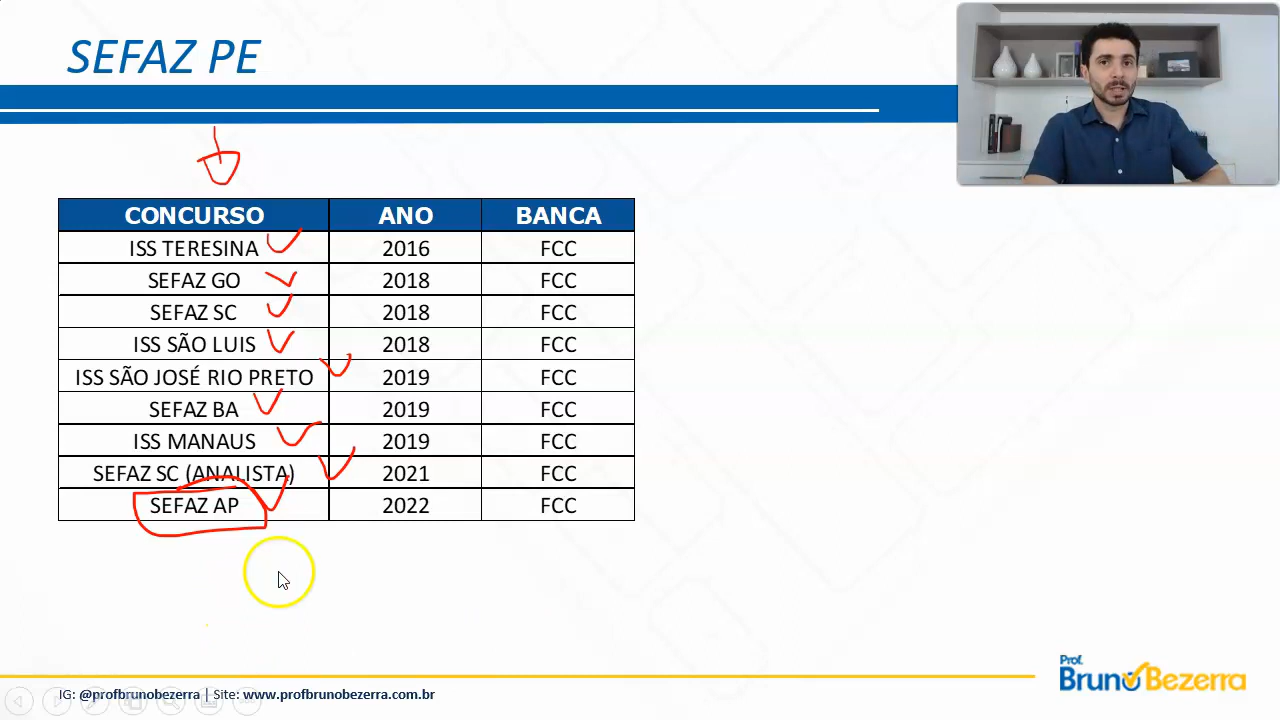 SEFAZ PE
CONCURSO ANO BANCA
ISS TERESINA 2016 FCC
SEFAZ GO 2018 FCC
SEFAZ SC 2018 FCC
ISS SÃO LUIS 2018 FCC
ISS SÃO JOSÉ RIO PRETO 2019 FCC
SEFAZ BA 2019 FCC
ISS MANAUS 2019 FCC
SEFAZ SC (ANALISTA) 2021 FCC
SEFAZ AP 2022 FCC
IG: @profbrunobezerra | Site: www.profbrunobezerra.com.br
Prof.
Bruno Bezerra